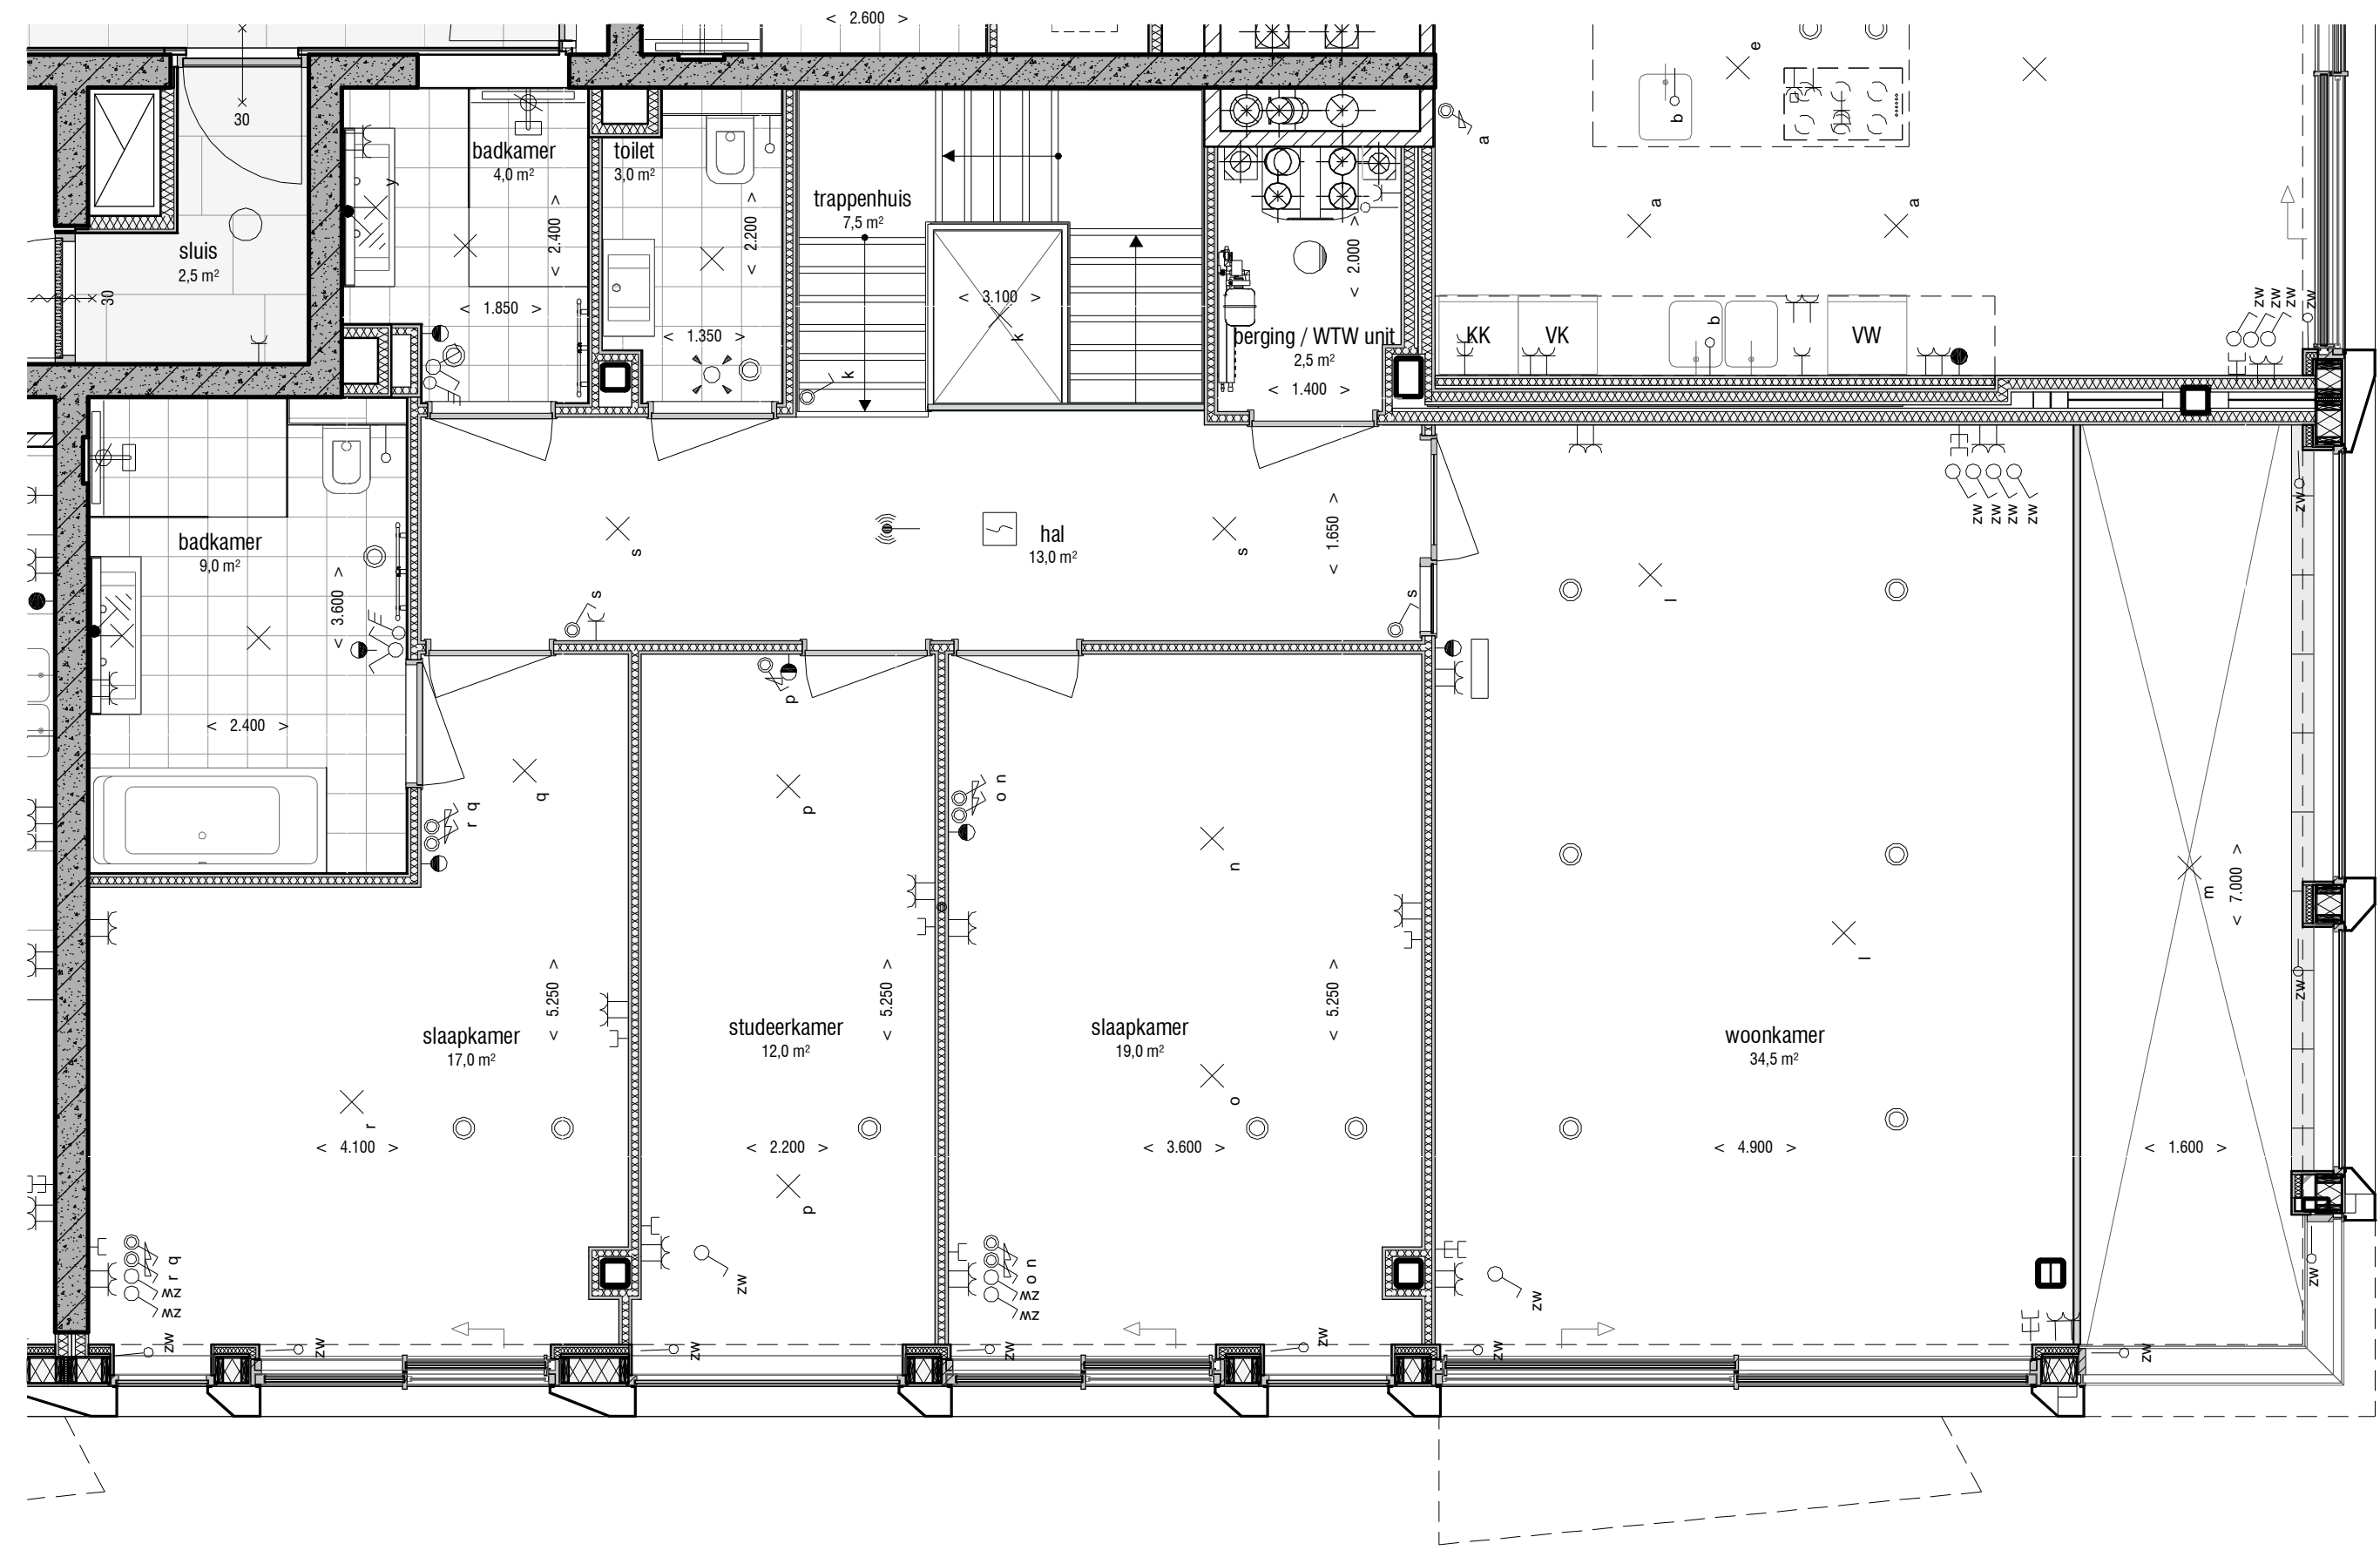 < 2.600 >
30
30
sluis
2,5 m²
y
badkamer
4,0 m²
< 2.400 >
< 1.850 >
toilet
3,0 m²
< 2.200 >
< 1.350 >
trappenhuis
7,5 m²
< 3.100 >
k
k
berging / WTW unit
2,5 m²
< 2.000 >
< 1.400 >
a
e
b
a
a
KK
VK
b
VW
zw
zw
zw
zw
badkamer
9,0 m²
< 3.600 >
< 2.400 >
s
s
hal
13,0 m²
s
< 1.650 >
s
zw
zw
zw
zw
zw
l
r q
q
p
p
o n
n
l
m
< 7.000 >
zw
slaapkamer
17,0 m²
< 5.250 >
r
< 4.100 >
studeerkamer
12,0 m²
< 5.250 >
< 2.200 >
p
slaapkamer
19,0 m²
< 5.250 >
o
< 3.600 >
woonkamer
34,5 m²
< 4.900 >
< 1.600 >
r q
zw
zw
zw
o n
zw
zw
zw
zw
zw
zw
zw
zw
zw
zw
zw